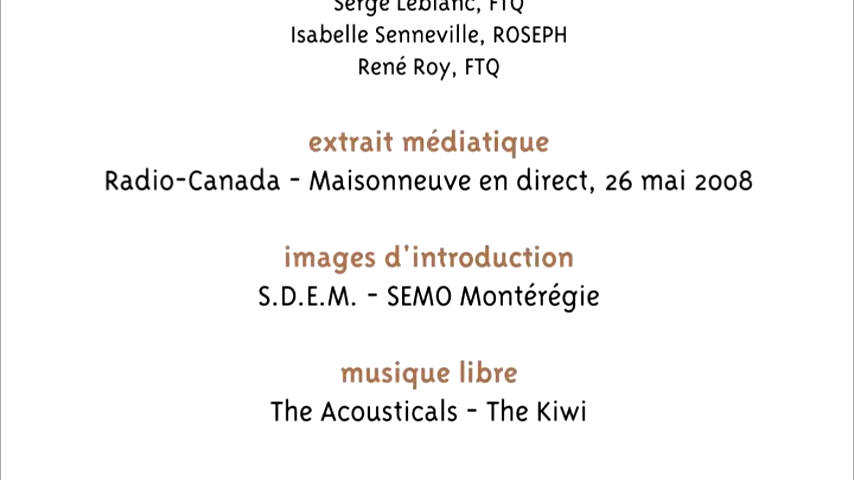 Serge Leblanc, FTQ
Isabelle Senneville, ROSEPH
René Roy, FTQ
extrait médiatique
Radio-Canada - Maisonneuve en direct, 26 mai 2008
images d'introduction
S.D.E.M. - SEMO Montérégie
musique libre
The Acousticals - The Kiwi